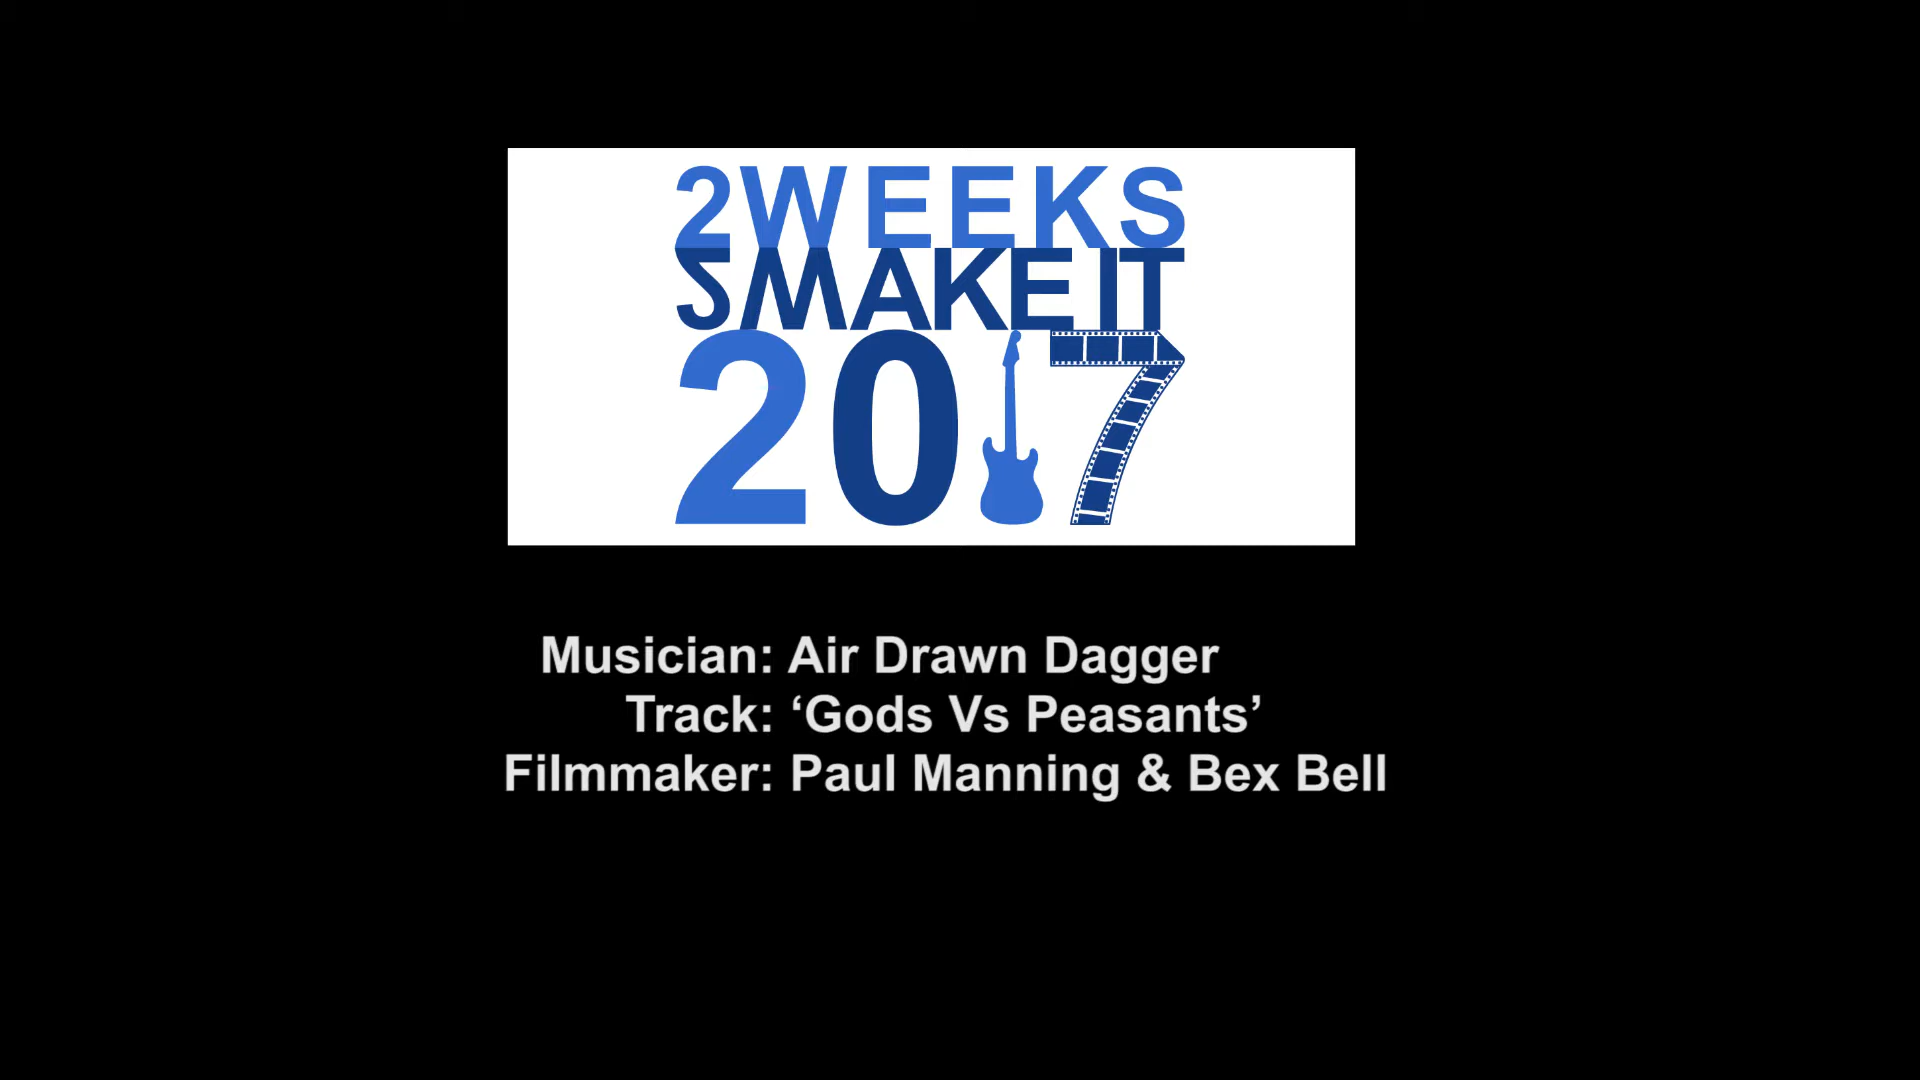 2WEEKS
2MAKE IT
2017
Musician: Air Drawn Dagger
Track: ‘Gods Vs Peasants’
Filmmaker: Paul Manning & Bex Bell